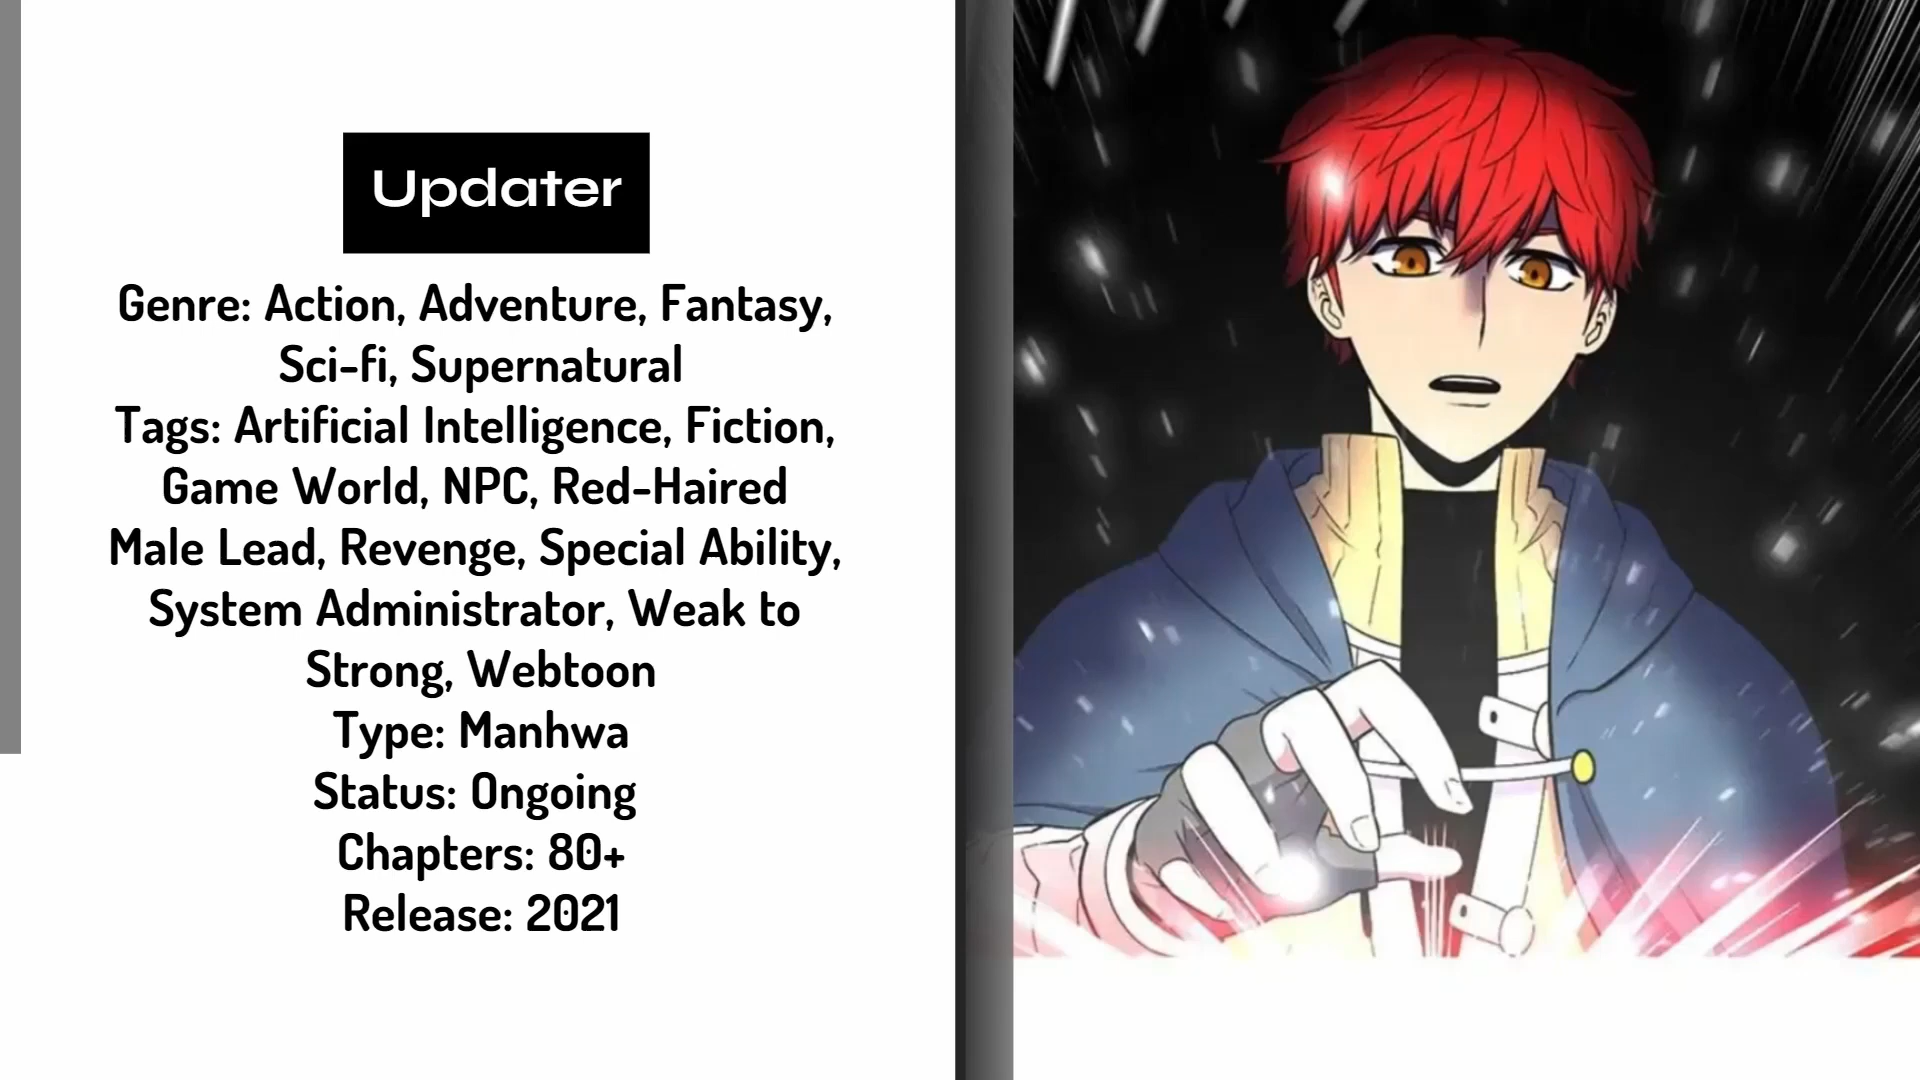 Updater
Genre: Action, Adventure, Fantasy,
Sci-fi, Supernatural
Tags: Artificial Intelligence, Fiction,
Game World, NPC, Red-Haired
Male Lead, Revenge, Special Ability,
System Administrator, Weak to
Strong, Webtoon
Type: Manhwa
Status: Ongoing
Chapters: 80+
Release: 2021